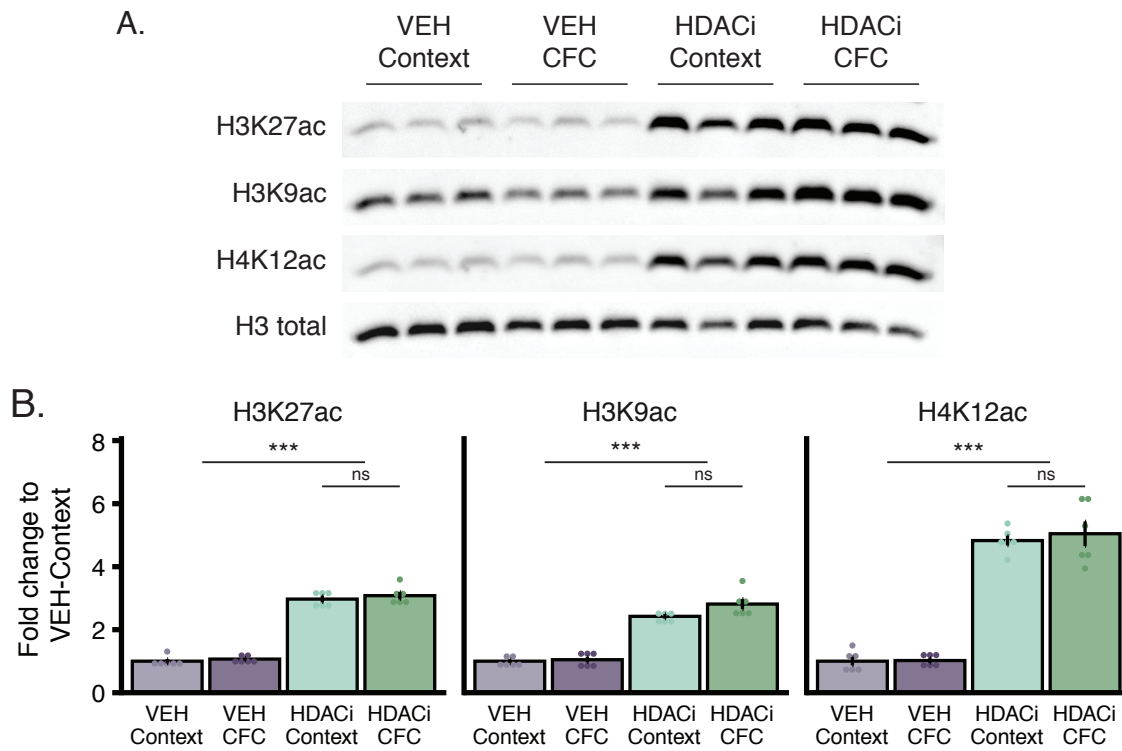 A.
VEH
Context
VEH
CFC
HDACi
Context
HDACi
CFC
H3K27ac
H3K9ac
H4K12ac
H3 total
B.
Fold change to
VEH-Context
8
6
4
2
0
H3K27ac
***
ns
VEH
Context
VEH
CFC
HDACi
Context
HDACi
CFC
H3K9ac
***
ns
VEH
Context
VEH
CFC
HDACi
Context
HDACi
CFC
H4K12ac
***
ns
VEH
Context
VEH
CFC
HDACi
Context
HDACi
CFC